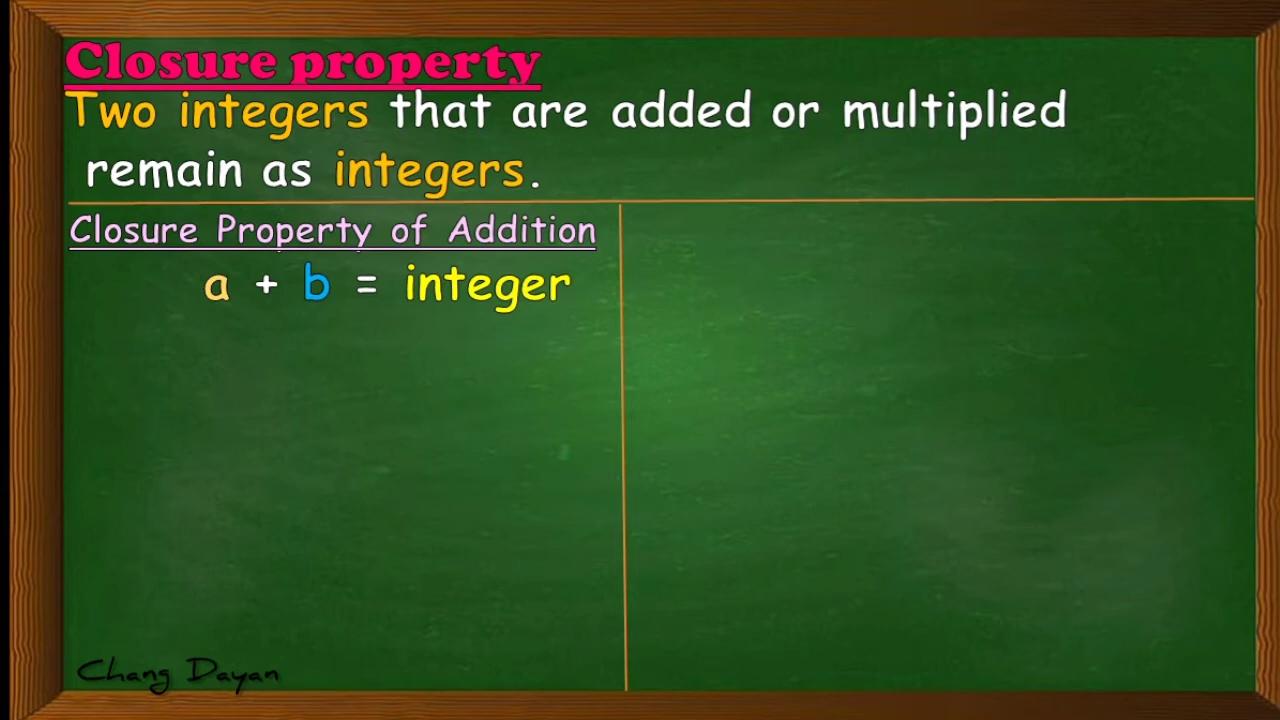 Closure property
Two integers that are added or multiplied
remain as integers.
Closure Property of Addition
a + b = integer
Chang Dayan